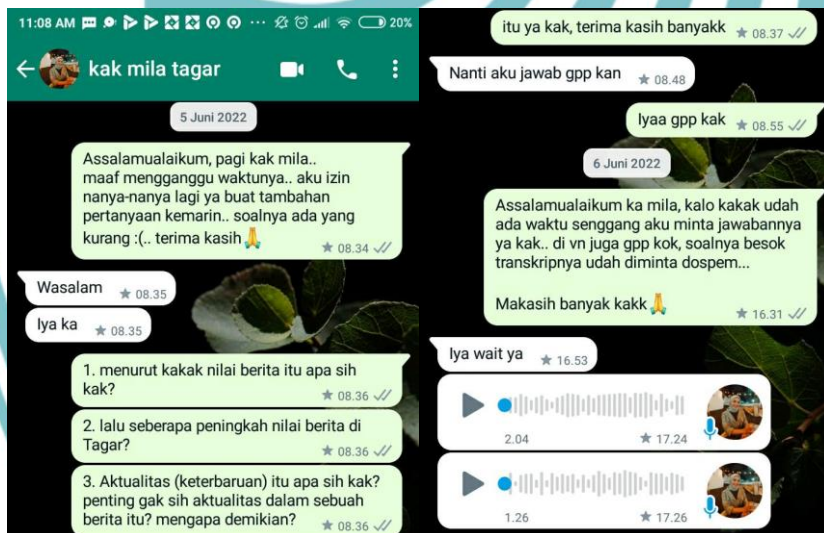 11:08 AM
20%
kak mila tagar
5 Juni 2022
Assalamualaikum, pagi kak mila..
maaf mengganggu waktunya.. aku izin
nanya-nanya lagi ya buat tambahan
pertanyaan kemarin.. soalnya ada yang
kurang :(.. terima kasih🙏
08.34
Wasalam
08.35
Iya ka
08.35
1. menurut kakak nilai berita itu apa sih
kak?
08.36
2. lalu seberapa peningkah nilai berita di
Tagar?
08.36
3. Aktualitas (keterbaruan) itu apa sih kak?
penting gak sih aktualitas dalam sebuah
berita itu? mengapa demikian?
08.36
itu ya kak, terima kasih banyakk
08.37
Nanti aku jawab gpp kan
08.48
Iyaa gpp kak
08.55
6 Juni 2022
Assalamualaikum ka mila, kalo kakak udah
ada waktu senggang aku minta jawabannya
ya kak.. di vn juga gpp kok, soalnya besok
transkripnya udah diminta dospem...
Makasih banyak kakk🙏
16.31
Iya wait ya
16.53
2.04
17.24
1.26
17.26